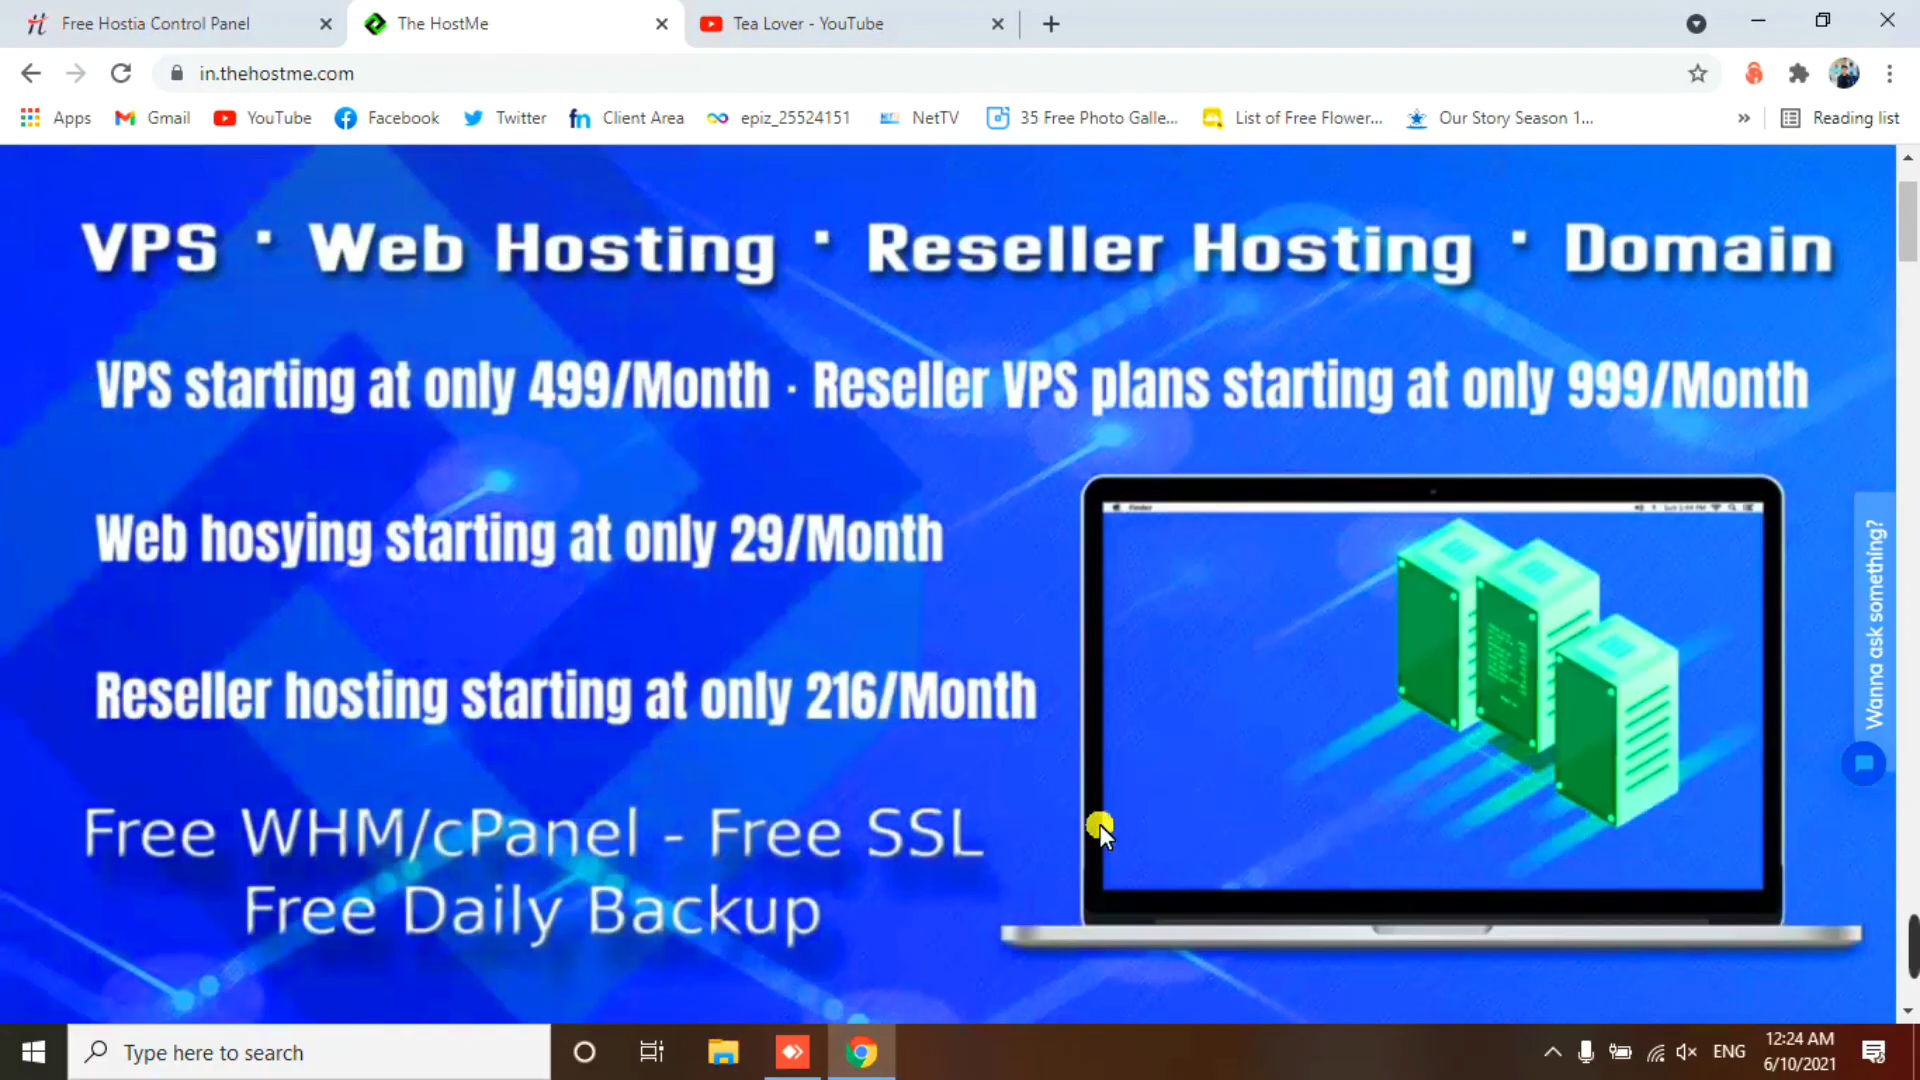 Free Hostia Control Panel
The HostMe
Tea Lover - YouTube
in.thehostme.com
Apps
Gmail
YouTube
Facebook
Twitter
fn Client Area
epiz_25524151
NetTV
35 Free Photo Galle...
List of Free Flower...
Our Story Season 1...
»
Reading list
VPS · Web Hosting · Reseller Hosting · Domain
VPS starting at only 499/Month · Reseller VPS plans starting at only 999/Month
Web hosying starting at only 29/Month
Reseller hosting starting at only 216/Month
Free WHM/cPanel - Free SSL
Free Daily Backup
Finder
Wanna ask something?
Type here to search
ENG
12:24 AM
6/10/2021